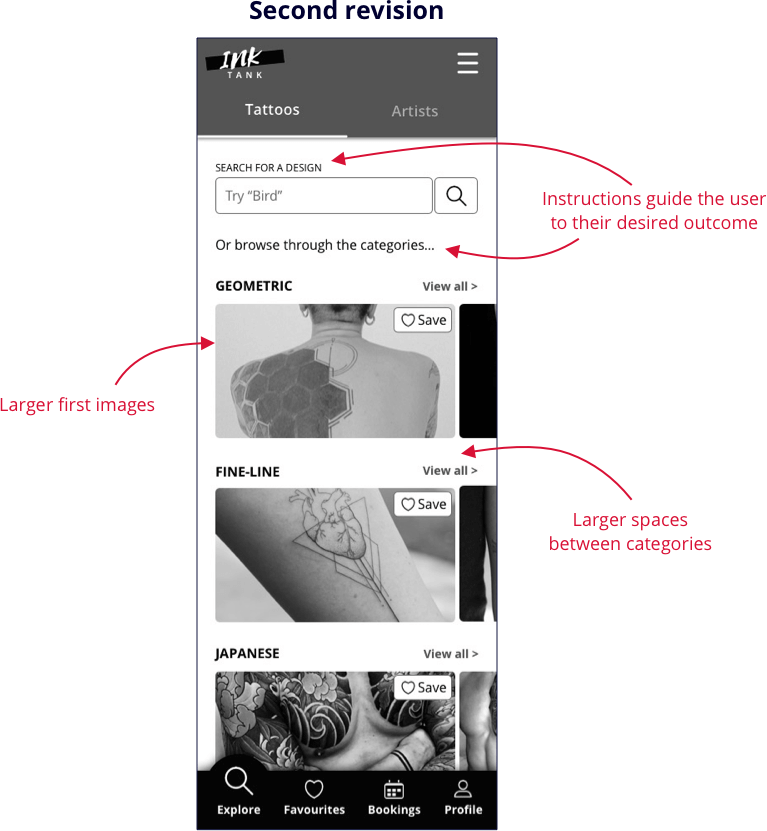 Second revision
Ink
TANK
Tattoos
Artists
SEARCH FOR A DESIGN
Try “Bird”
Instructions guide the user
to their desired outcome
Or browse through the categories...
GEOMETRIC
View all >
Save
Larger first images
FINE-LINE
View all >
Save
Larger spaces
between categories
JAPANESE
View all >
Save
Explore
Favourites
Bookings
Profile